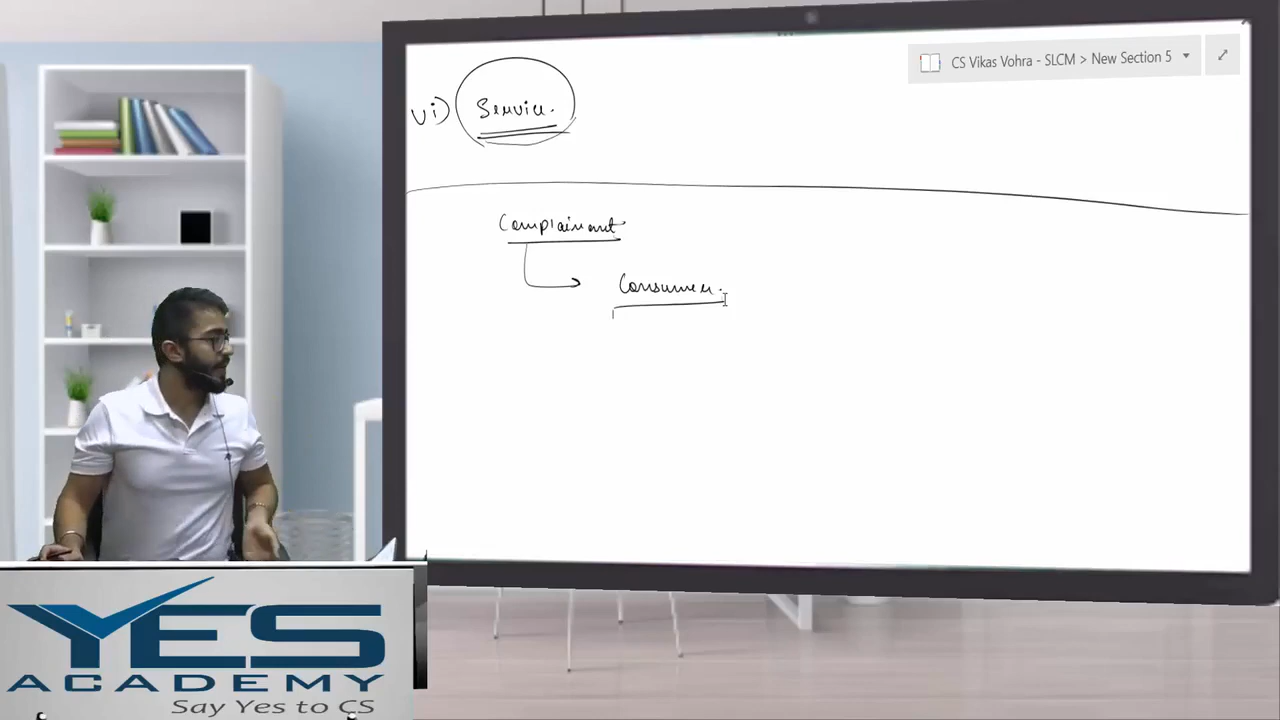 CS Vikas Vohra - SLCM > New Section 5
vi) Service.
Complainant
Consumer.
YES
ACADEMY
Say Yes to CS